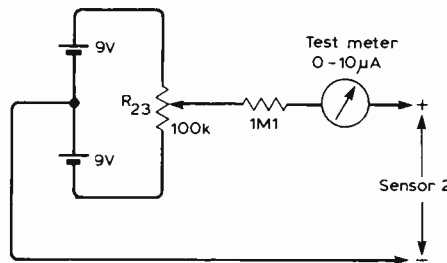 9V
Test meter
0-10μA
R23
100k
1M1
+
9V
Sensor 2
−